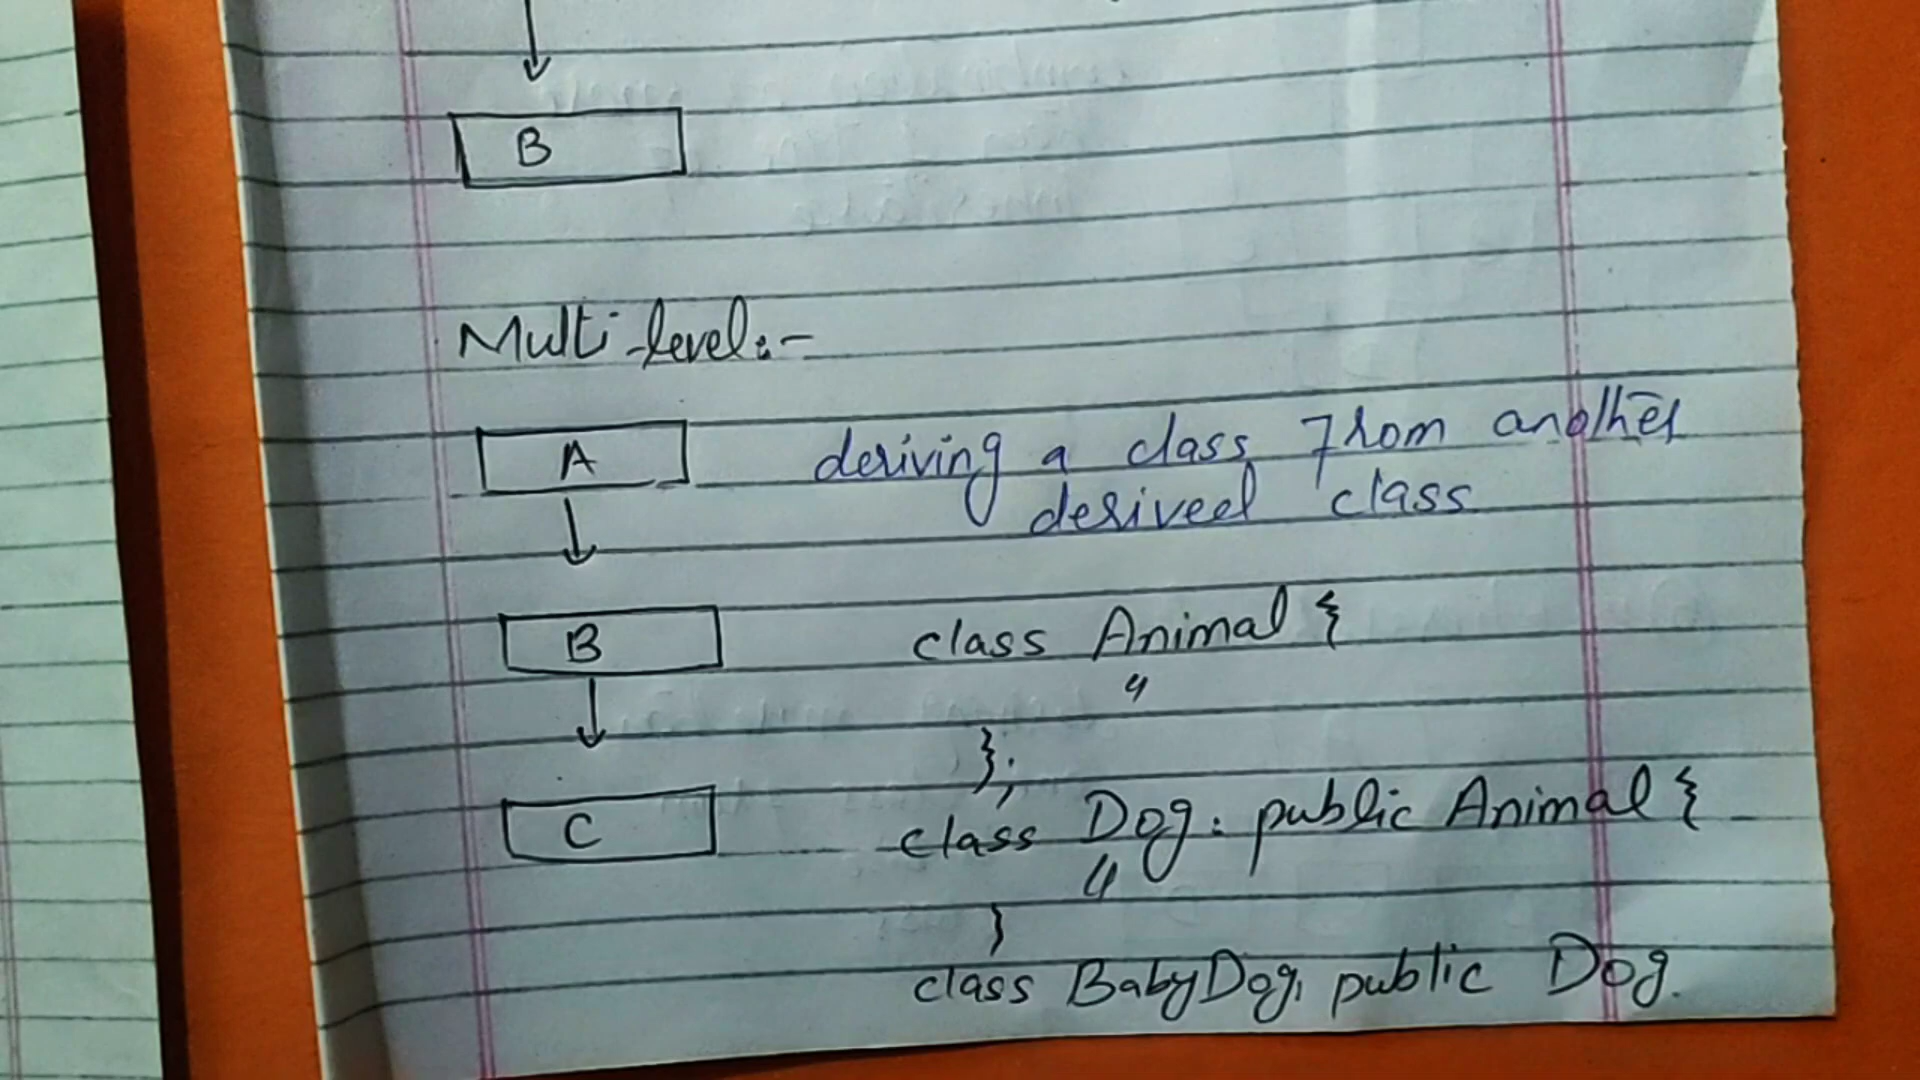 B
Multi-level:-
A
deriving a class from another
derived class
B
class Animal {
"
};
C
class Dog: public Animal {
"
}
class BabyDog, public Dog.